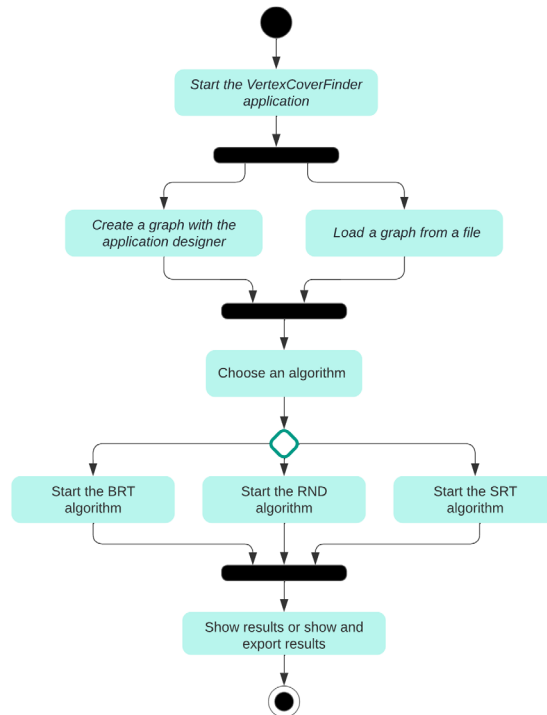 Start the VertexCoverFinder
application
Create a graph with the
application designer
Load a graph from a file
Choose an algorithm
Start the BRT
algorithm
Start the RND
algorithm
Start the SRT
algorithm
Show results or show and
export results